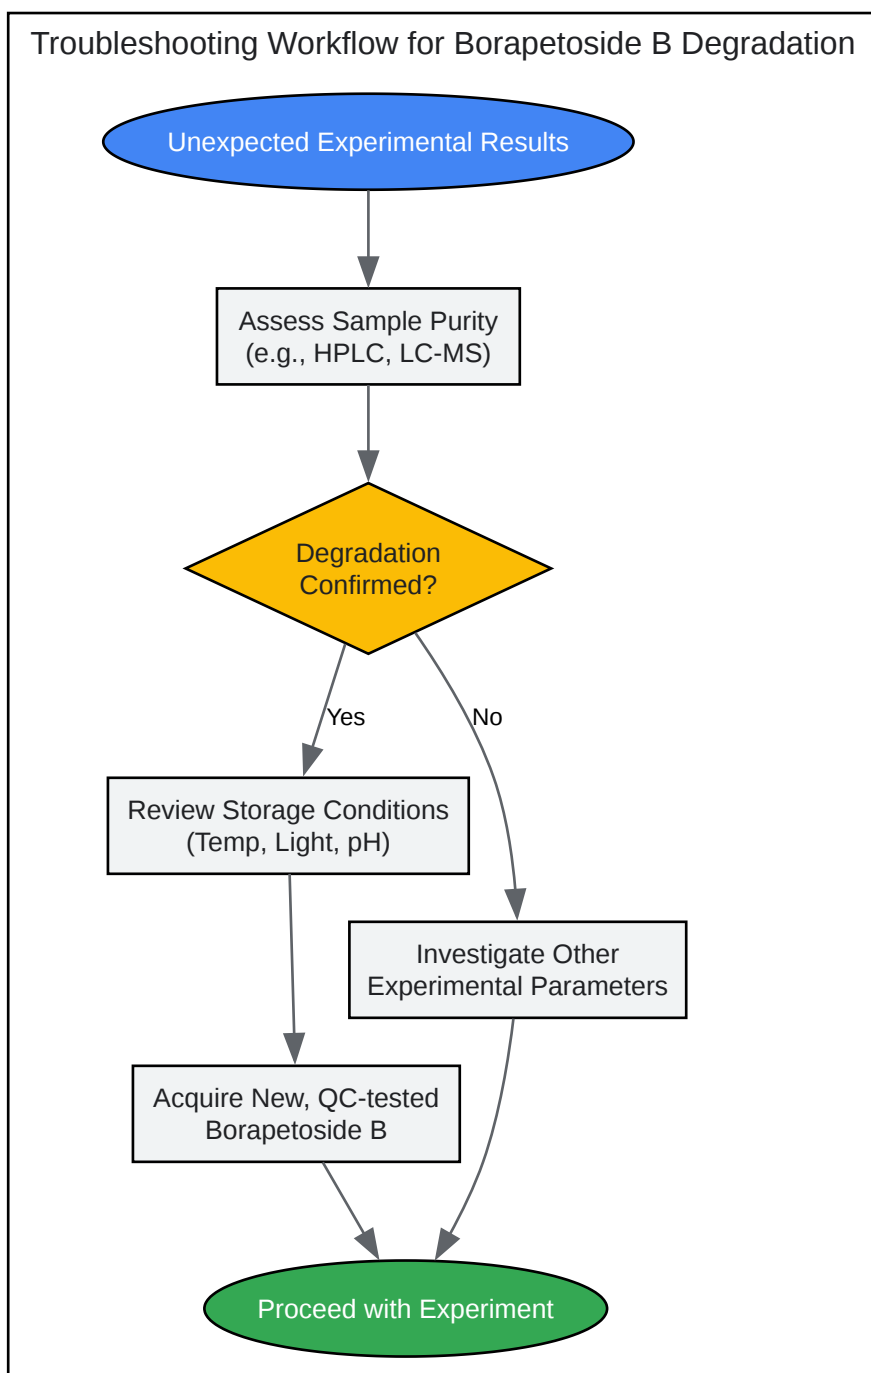 Troubleshooting Workflow for Borapetoside B Degradation
Unexpected Experimental Results
Assess Sample Purity
(e.g., HPLC, LC-MS)
Degradation
Confirmed?
Yes
No
Review Storage Conditions
(Temp, Light, pH)
Investigate Other
Experimental Parameters
Acquire New, QC-tested
Borapetoside B
Proceed with Experiment